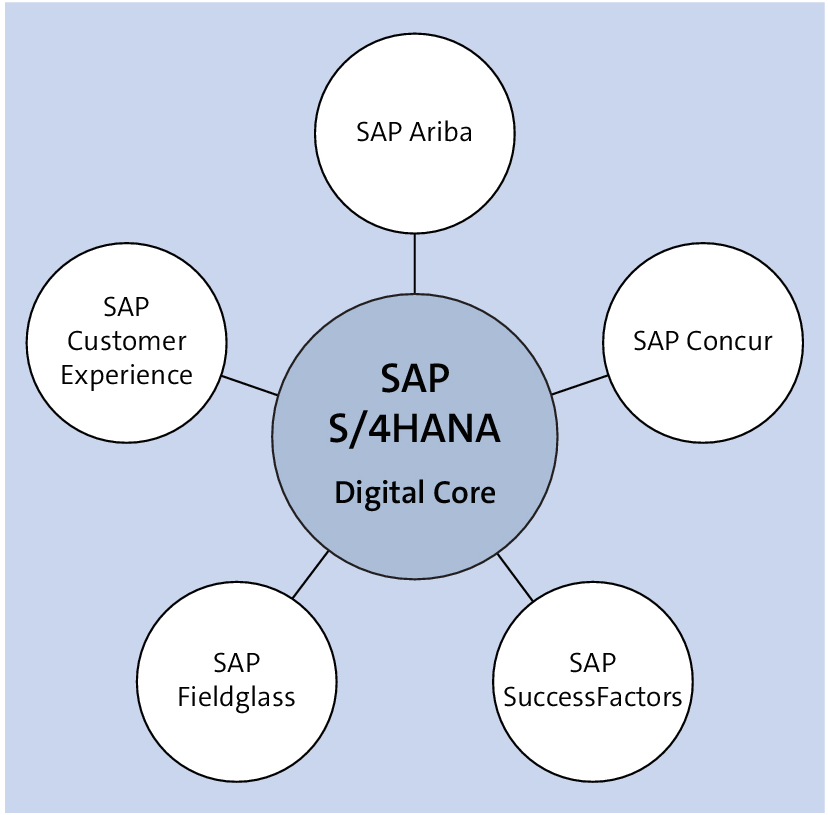 SAP Ariba
SAP
Customer
Experience
SAP Concur
SAP
S/4HANA
Digital Core
SAP
Fieldglass
SAP
SuccessFactors